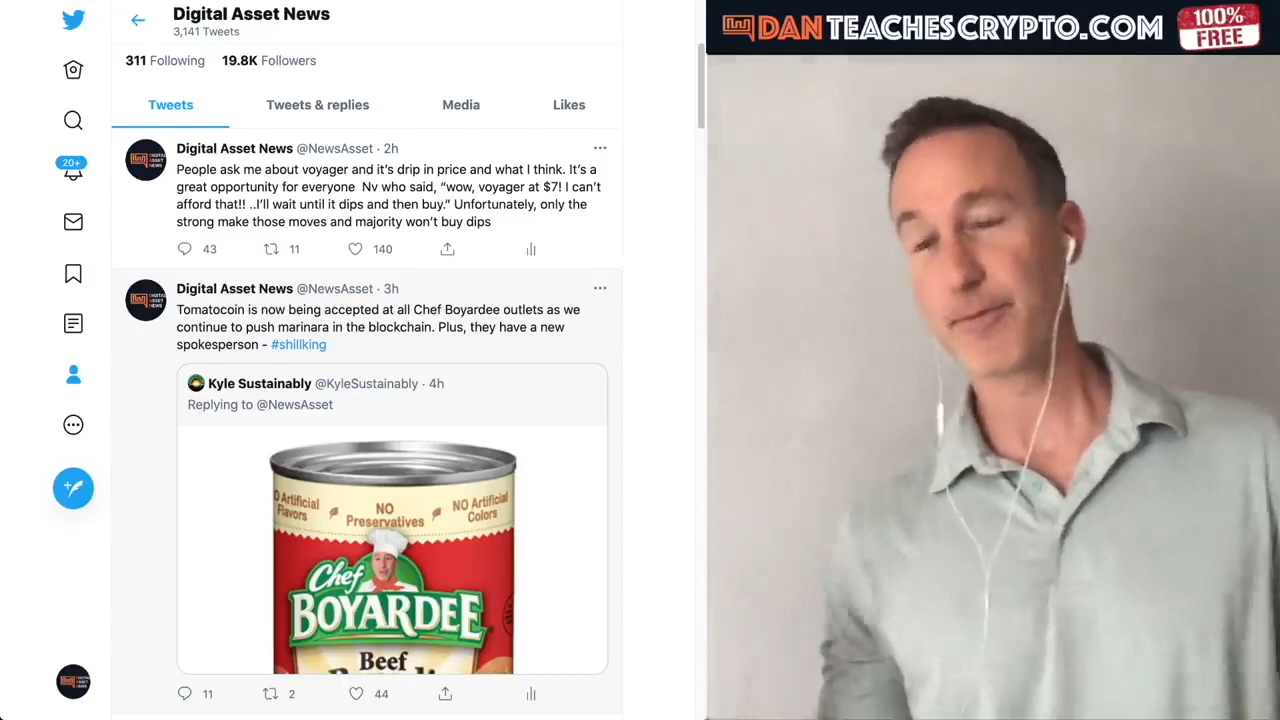 Digital Asset News
3,141 Tweets
311 Following 19.8K Followers
Tweets Tweets & replies Media Likes
Digital Asset News @NewsAsset · 2h
People ask me about voyager and it's drip in price and what I think. It's a
great opportunity for everyone Nv who said, “wow, voyager at $7! I can't
afford that!! ..I'll wait until it dips and then buy.” Unfortunately, only the
strong make those moves and majority won't buy dips
43 11 140
Digital Asset News @NewsAsset · 3h
Tomatocoin is now being accepted at all Chef Boyardee outlets as we
continue to push marinara in the blockchain. Plus, they have a new
spokesperson - #shillking
Kyle Sustainably @KyleSustainably · 4h
Replying to @NewsAsset
O Artificial
Flavors
NO
Preservatives
NO Artificial
Colors
Chef
BOYARDEE
Beef
11 2 44
20+
DANTEACHESCRYPTO.COM
100%
FREE